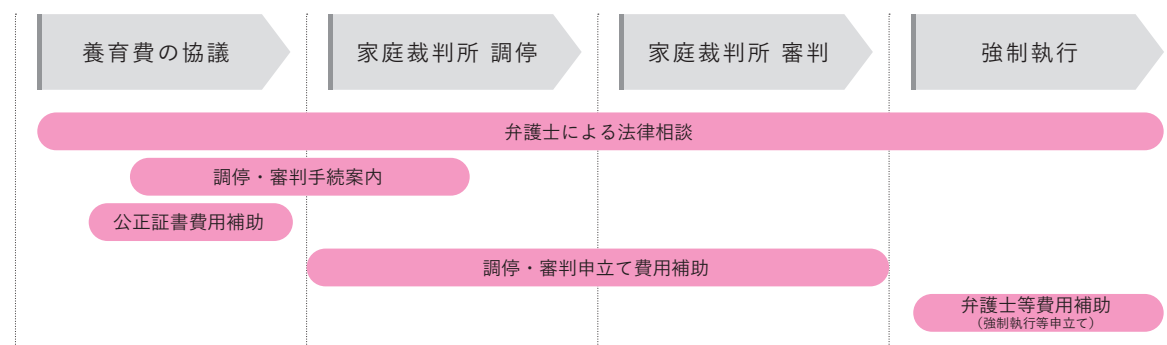 養育費の協議
家庭裁判所 調停
家庭裁判所 審判
強制執行
弁護士による法律相談
調停・審判手続案内
公正証書費用補助
調停・審判申立て費用補助
弁護士等費用補助
（強制執行等申立て）